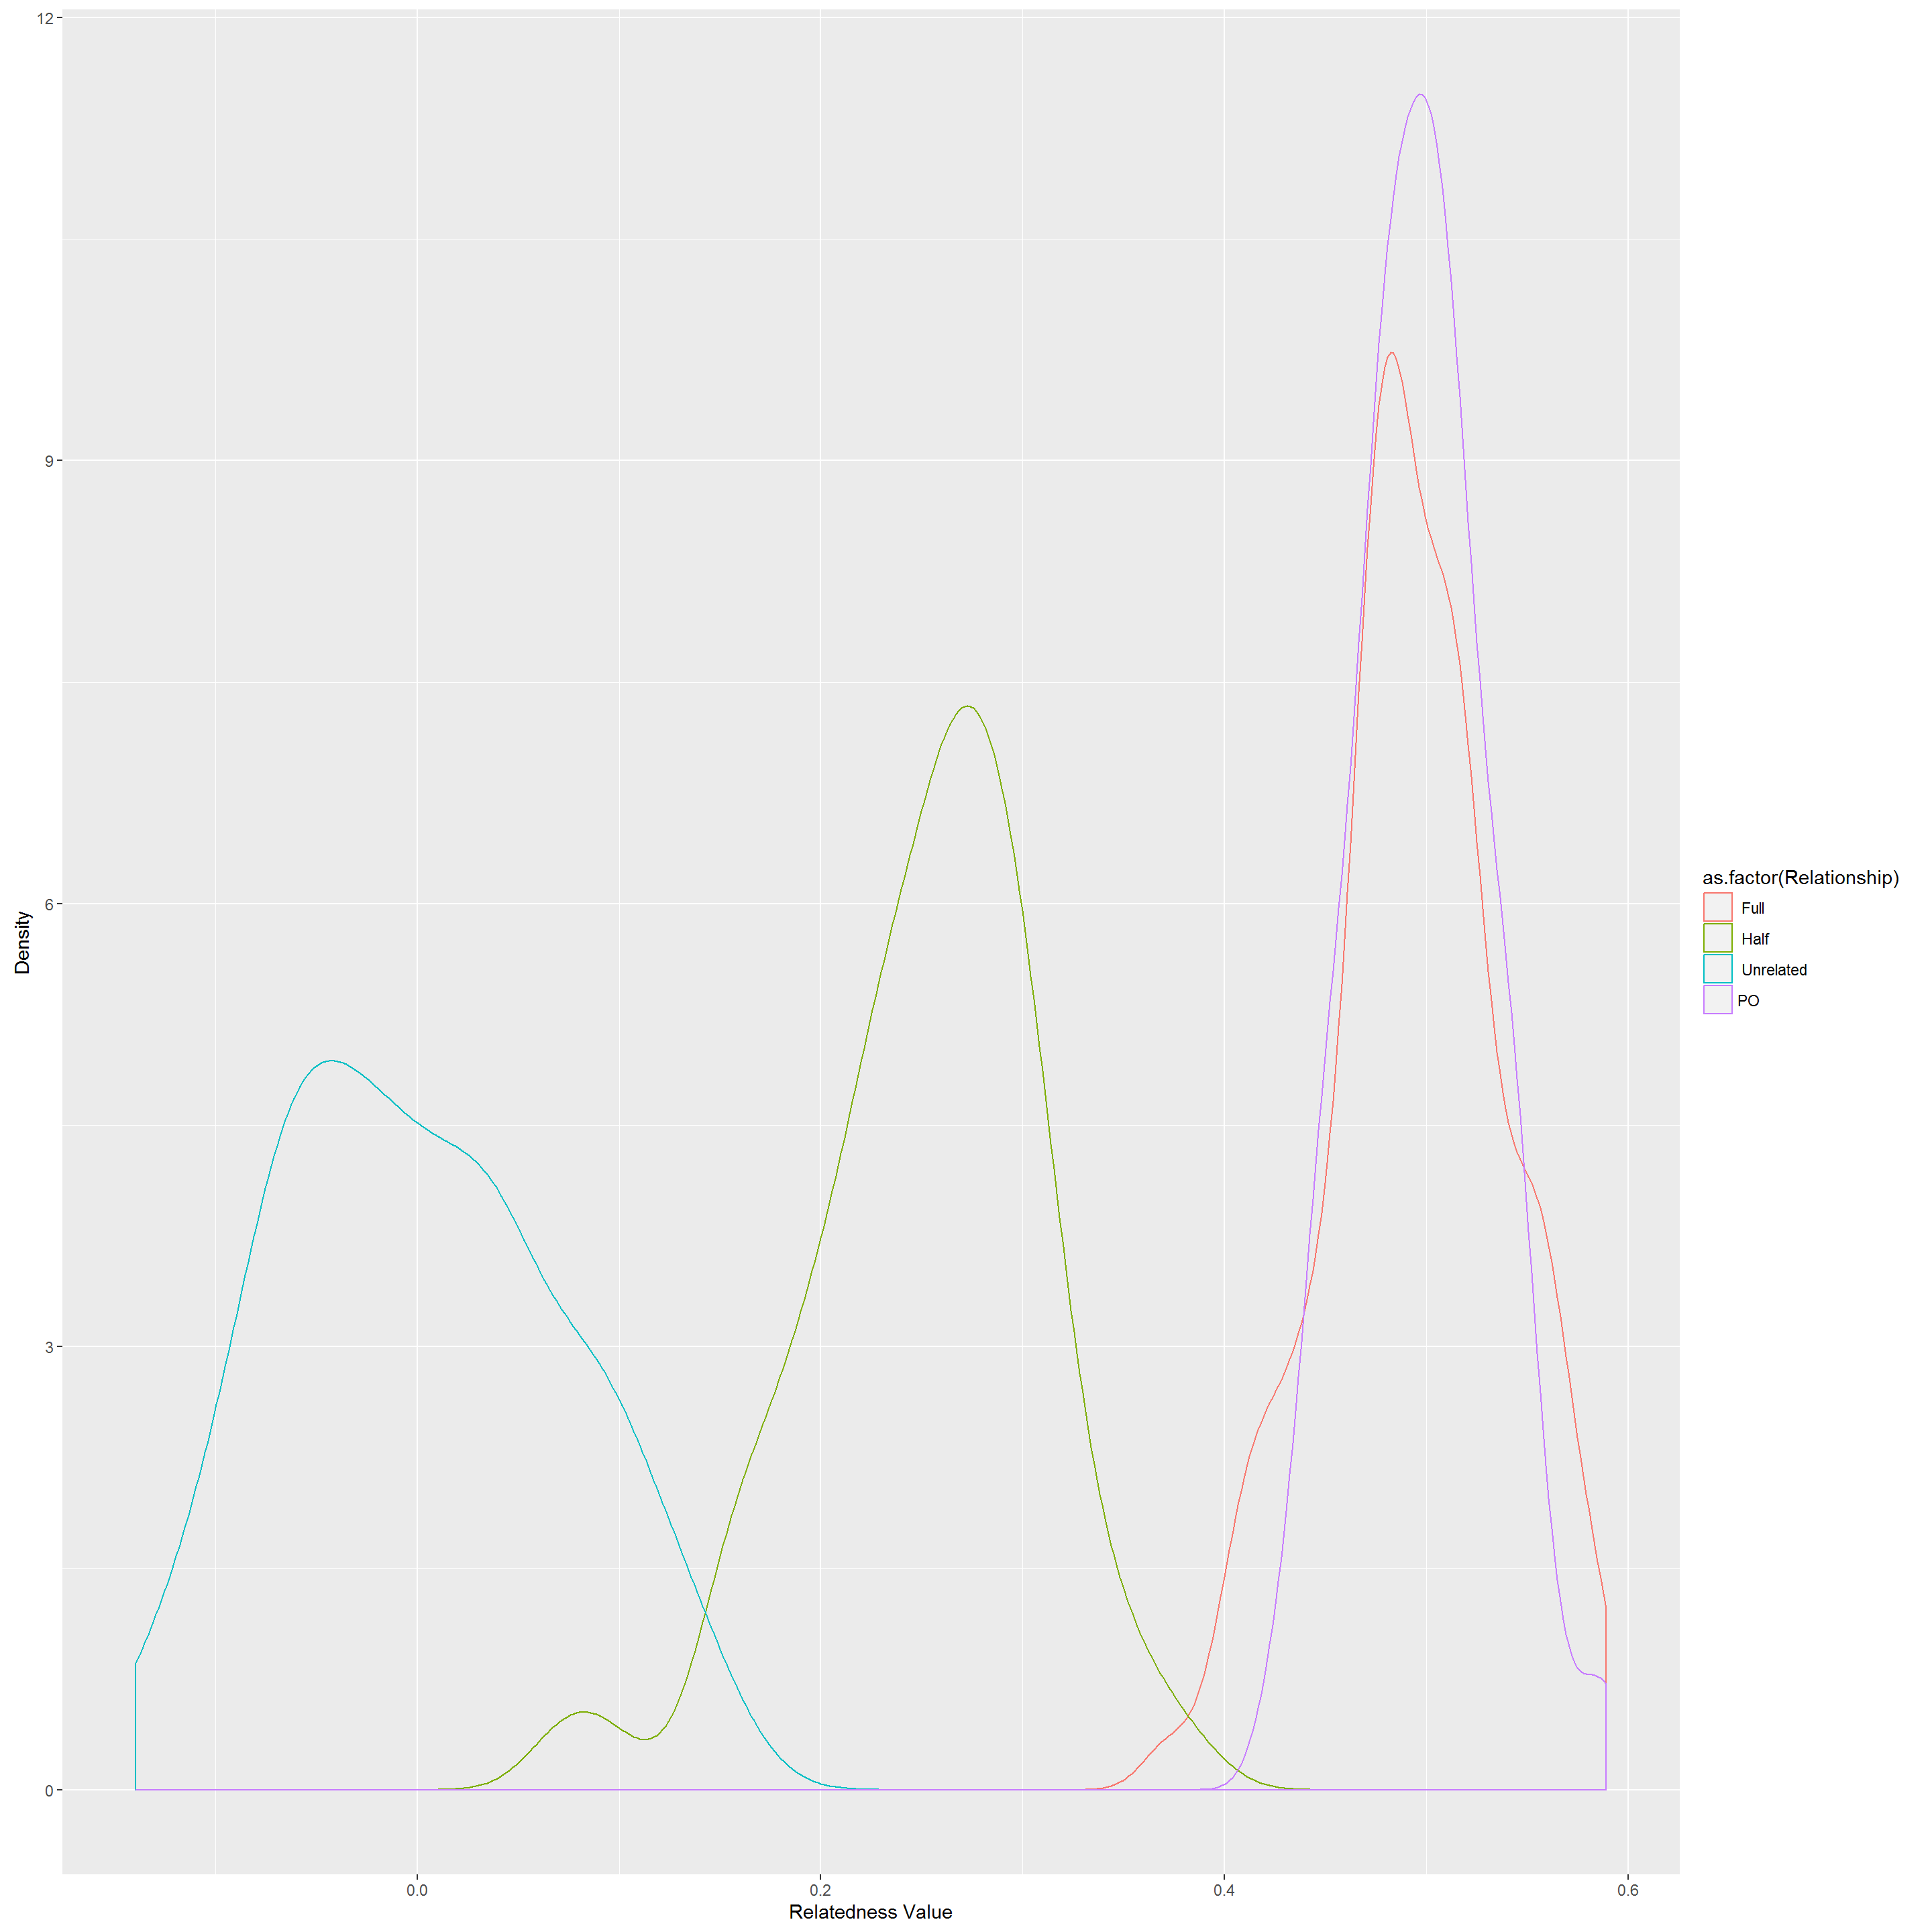 12
9
6
3
0
Density
0.0
0.2
0.4
0.6
Relatedness Value
as.factor(Relationship)
Full
Half
Unrelated
PO